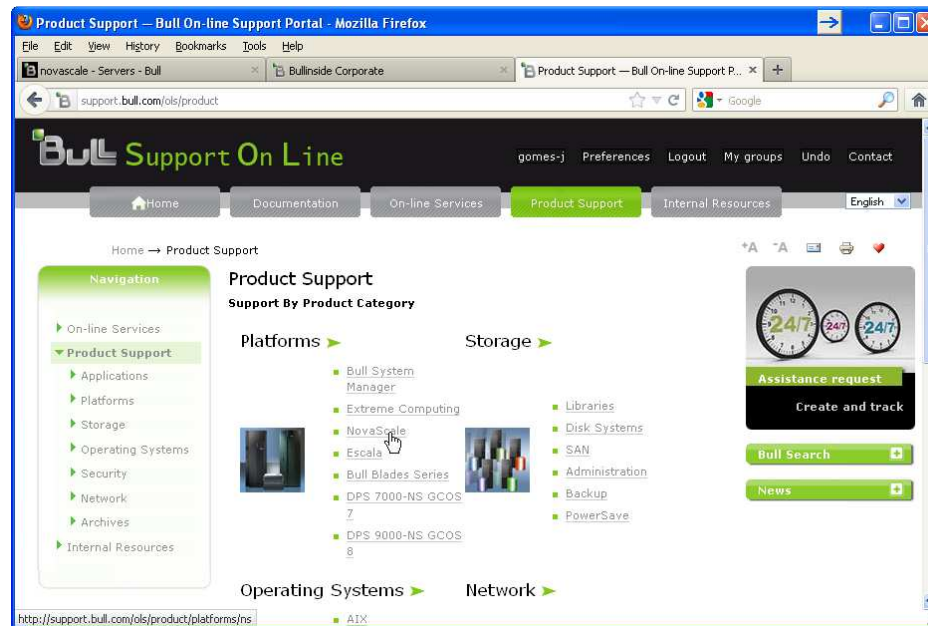 Product Support — Bull On-line Support Portal - Mozilla Firefox
File Edit View History Bookmarks Tools Help
novascale - Servers - Bull
Bullinside Corporate
Product Support — Bull On-line Support P...
support.bull.com/ols/product
Google
Bull Support On Line
gomes-j Preferences Logout My groups Undo Contact
Home Documentation On-line Services Product Support Internal Resources English
Home → Product Support
+A -A
Navigation
On-line Services
Product Support
Applications
Platforms
Storage
Operating Systems
Security
Network
Archives
Internal Resources
Product Support
Support By Product Category
Platforms
Bull System
Manager
Extreme Computing
NovaScale
Escala
Bull Blades Series
DPS 7000-NS GCOS
7
DPS 9000-NS GCOS
8
Storage
Libraries
Disk Systems
SAN
Administration
Backup
PowerSave
Operating Systems
AIX
Network
24/7
24/7
24/7
Assistance request
Create and track
Bull Search
News
http://support.bull.com/ols/product/platforms/ns